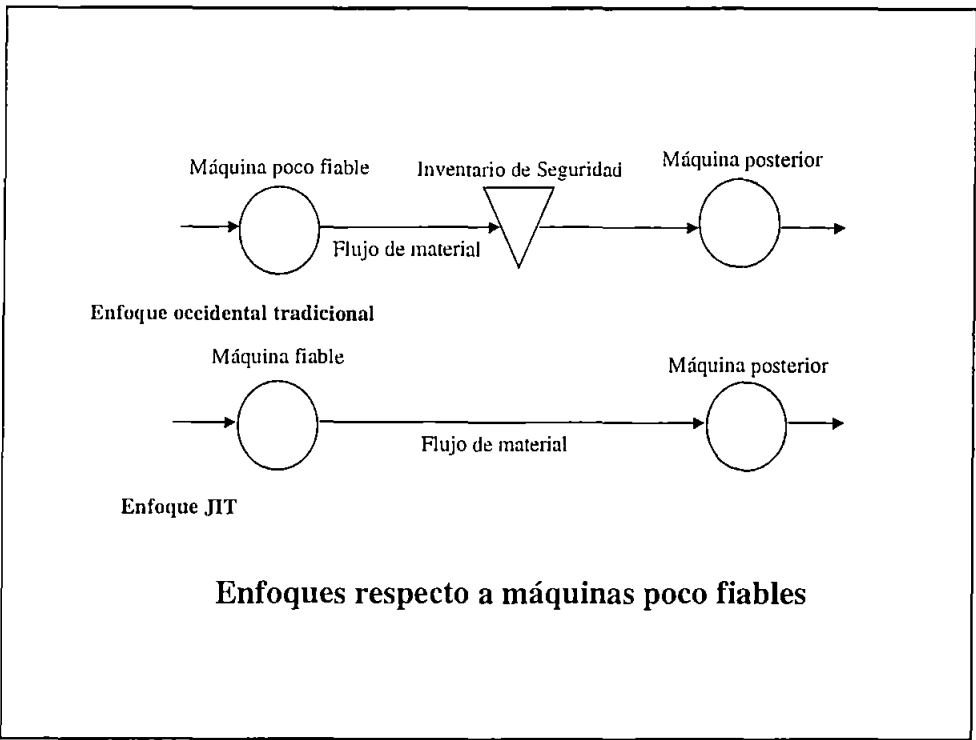 Máquina poco fiable
Inventario de Seguridad
Máquina posterior
Flujo de material
Enfoque occidental tradicional
Máquina fiable
Máquina posterior
Flujo de material
Enfoque JIT
Enfoques respecto a máquinas poco fiables